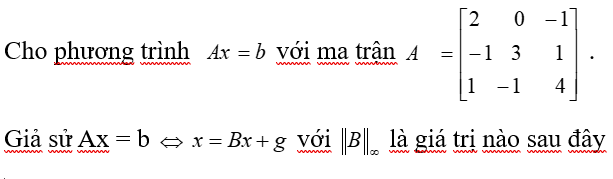 Cho phương trình Ax = b với ma trận A = [2 0 -1; -1 3 1; 1 -1 4] .
Giả sử Ax = b ⇔ x = Bx + g với ‖B‖∞ là giá trị nào sau đây